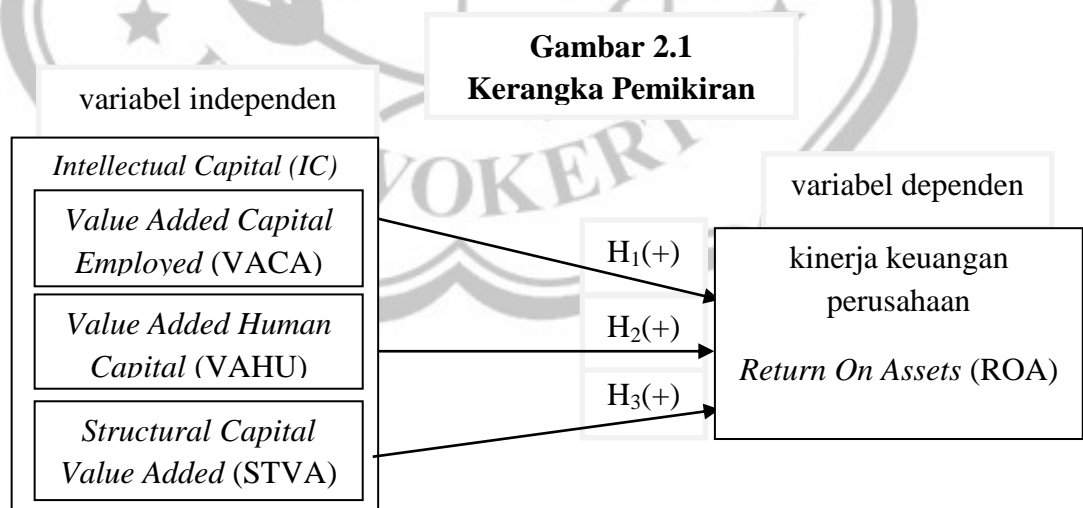 Gambar 2.1
Kerangka Pemikiran
variabel independen
Intellectual Capital (IC)
Value Added Capital
Employed (VACA)
Value Added Human
Capital (VAHU)
Structural Capital
Value Added (STVA)
H₁(+)
H₂(+)
H₃(+)
variabel dependen
kinerja keuangan
perusahaan
Return On Assets (ROA)